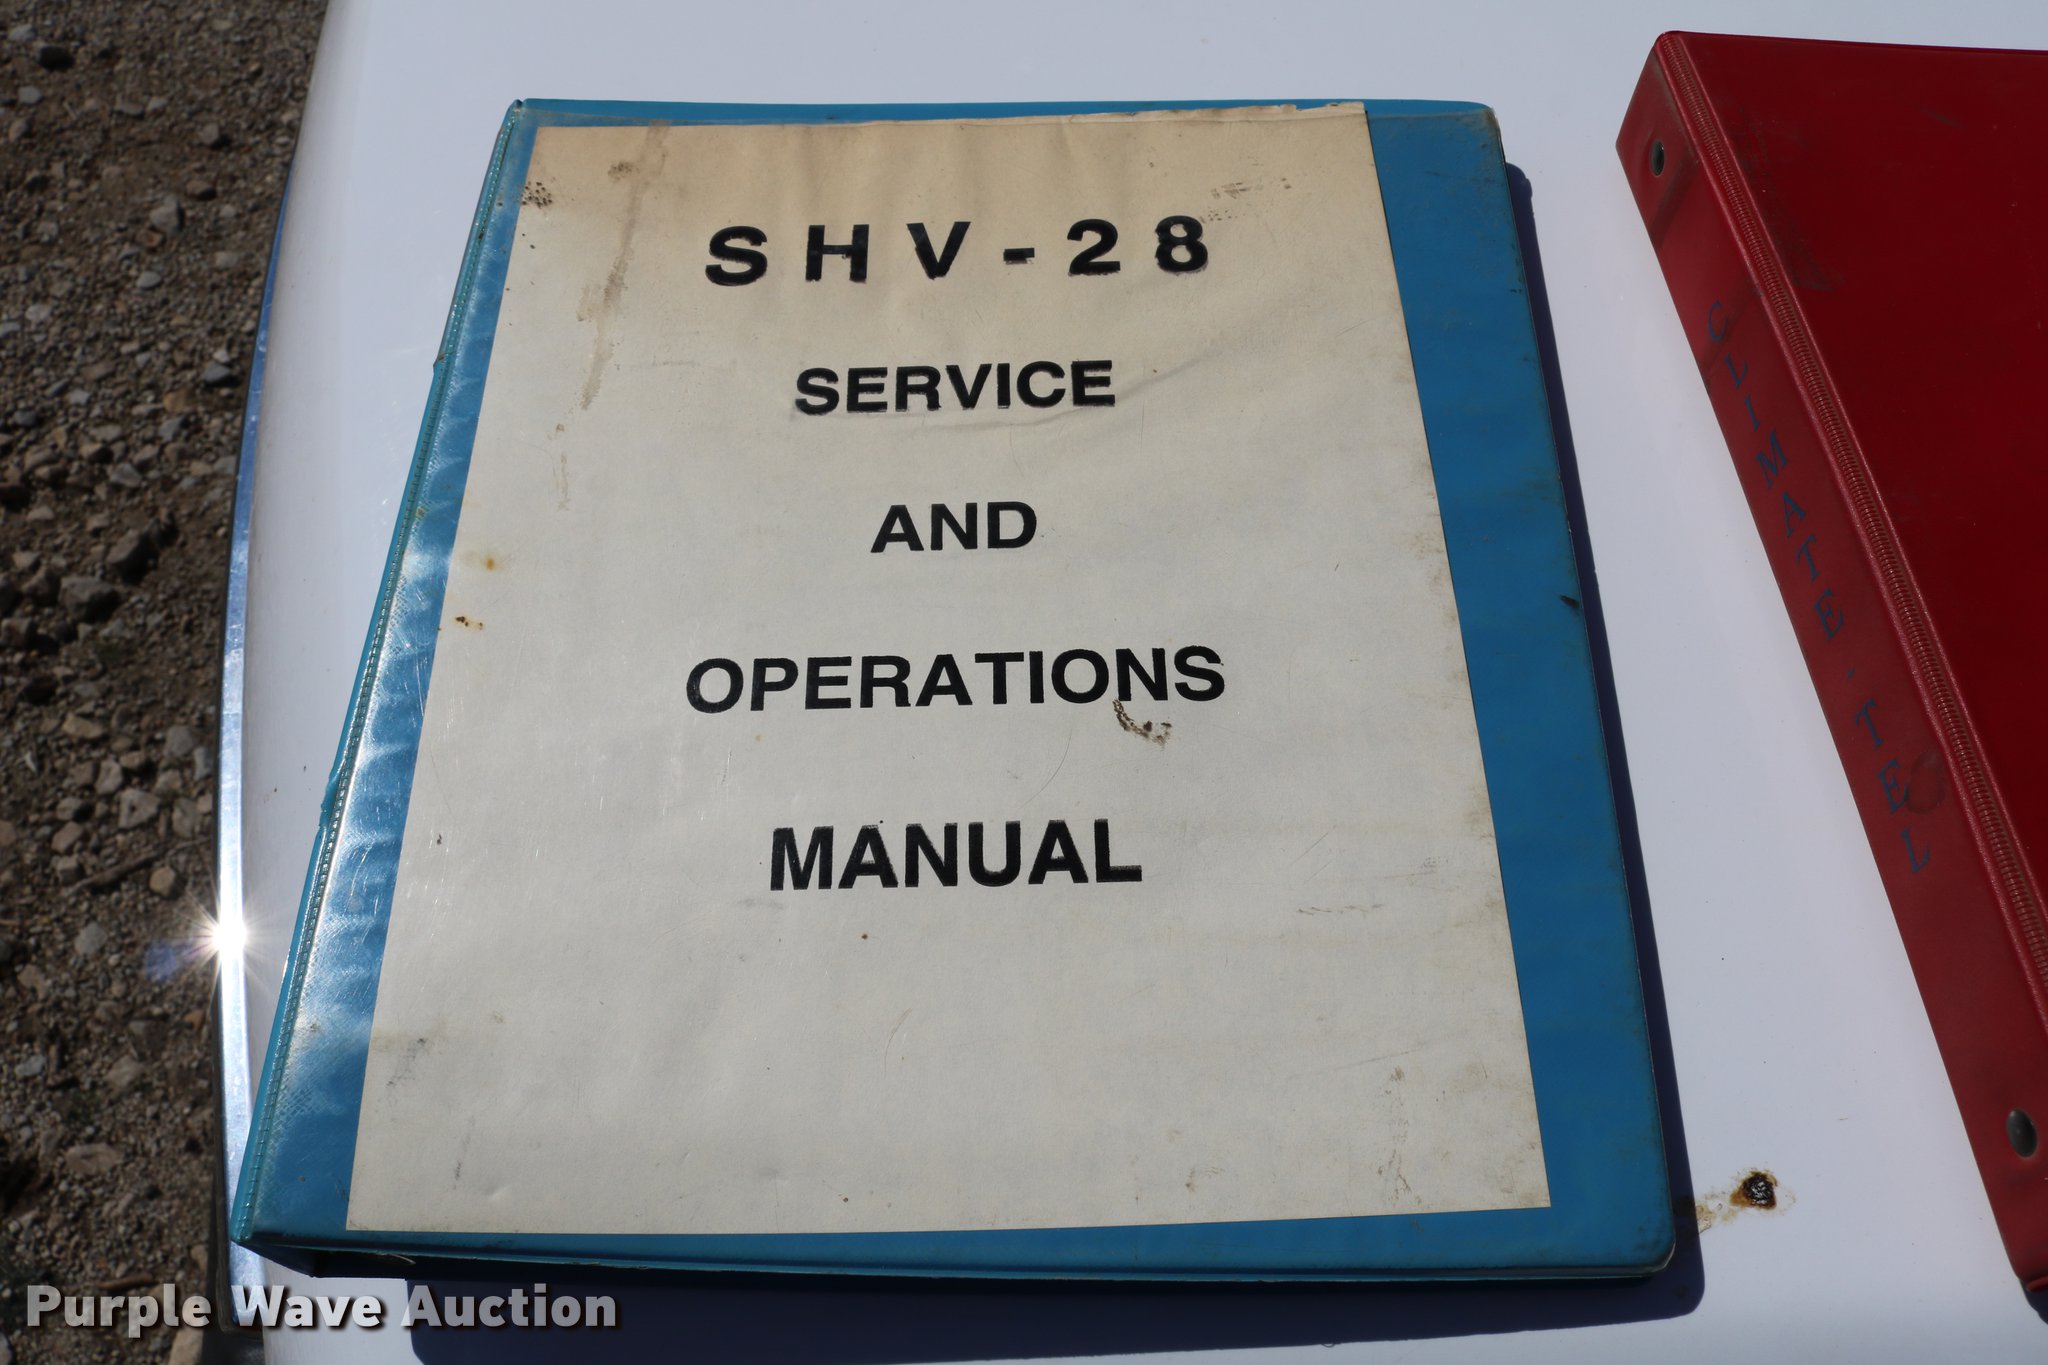 SHV-28
SERVICE
AND
OPERATIONS
MANUAL
CLIMATE-TEL
Purple Wave Auction